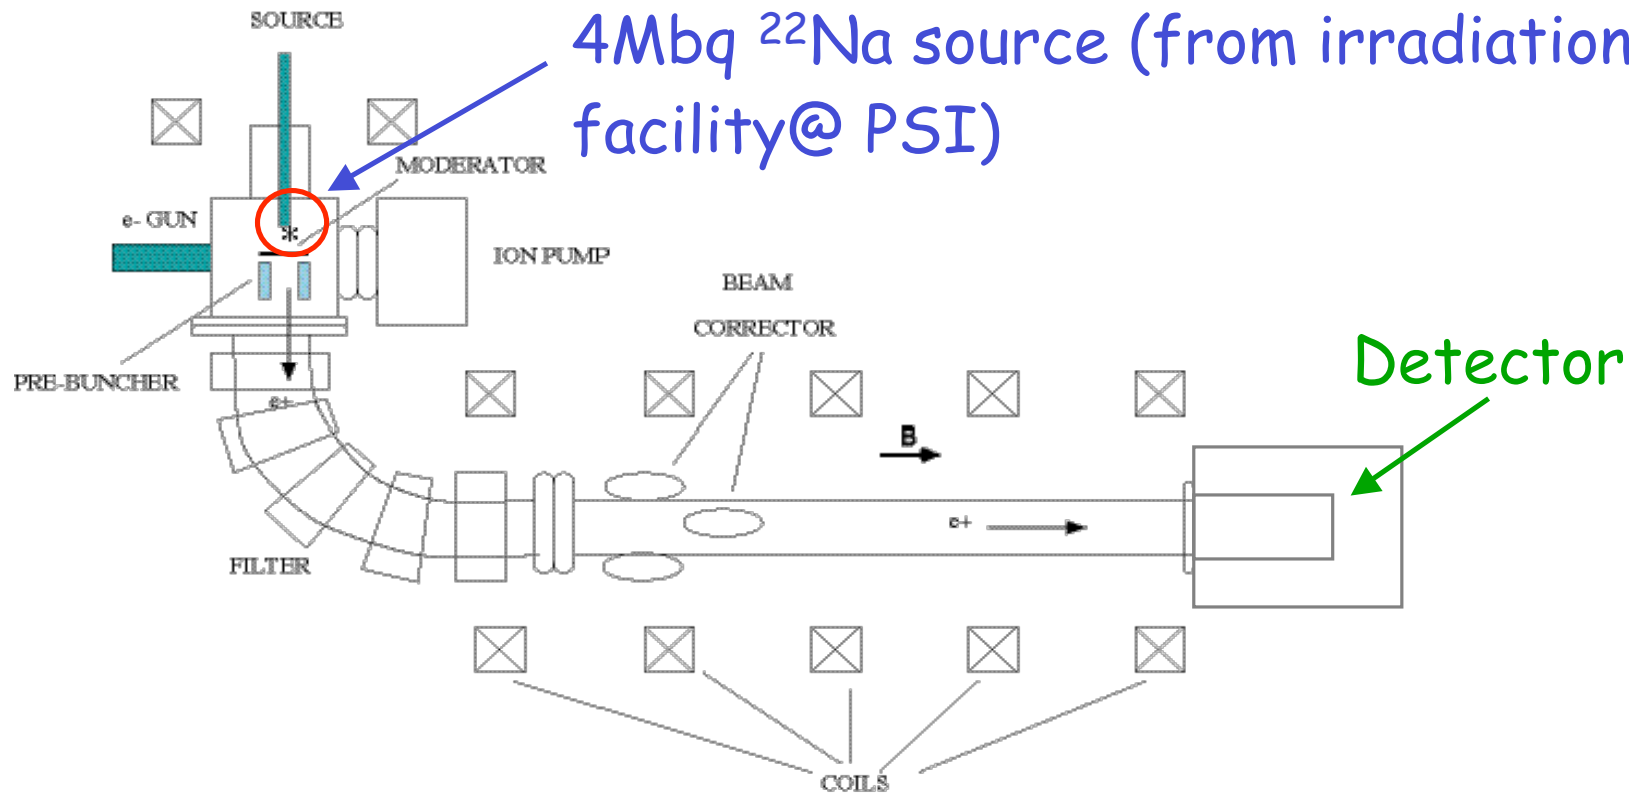 SOURCE
4Mbq ²²Na source (from irradiation
facility@ PSI)
MODERATOR
e- GUN
ION PUMP
BEAM
CORRECTOR
Detector
PRE-BUNCHER
e+
B
e+
FILTER
COILS